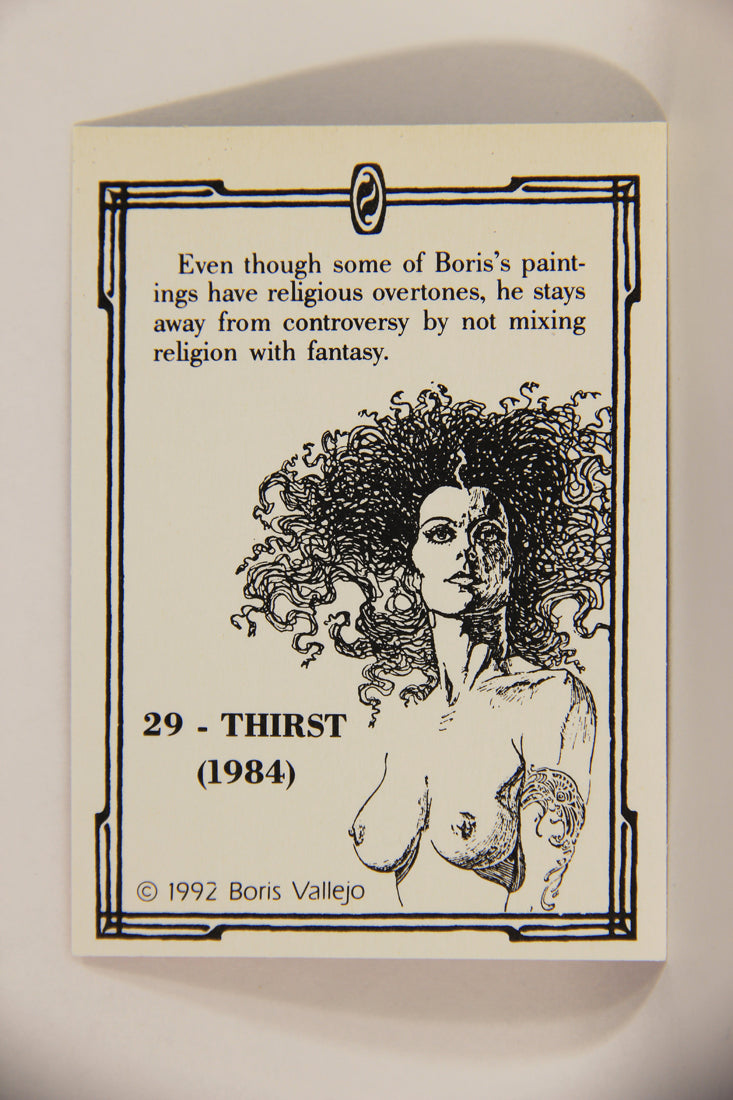 Even though some of Boris's paint-
ings have religious overtones, he stays
away from controversy by not mixing
religion with fantasy.
29 - THIRST
(1984)
© 1992 Boris Vallejo